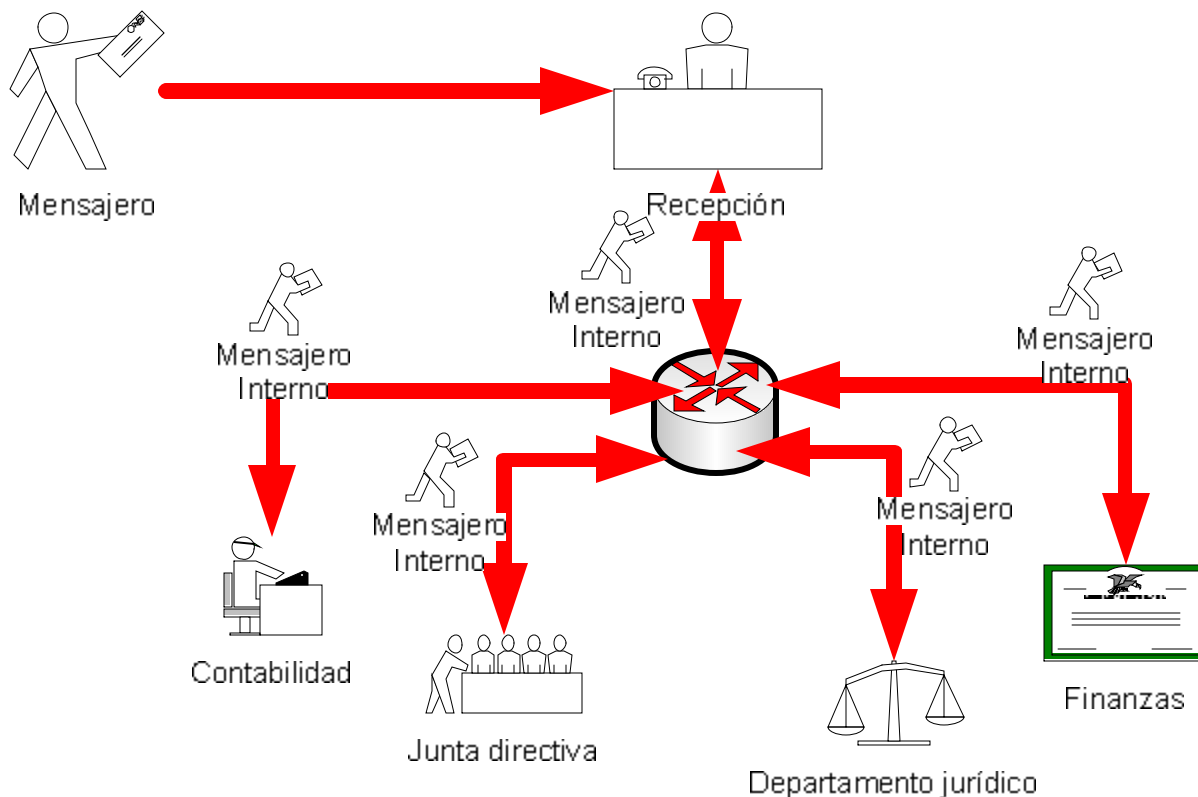 Mensajero
Recepción
Mensajero
Interno
Mensajero
Interno
Mensajero
Interno
Mensajero
Interno
Mensajero
Interno
Contabilidad
Junta directiva
Departamento jurídico
Finanzas